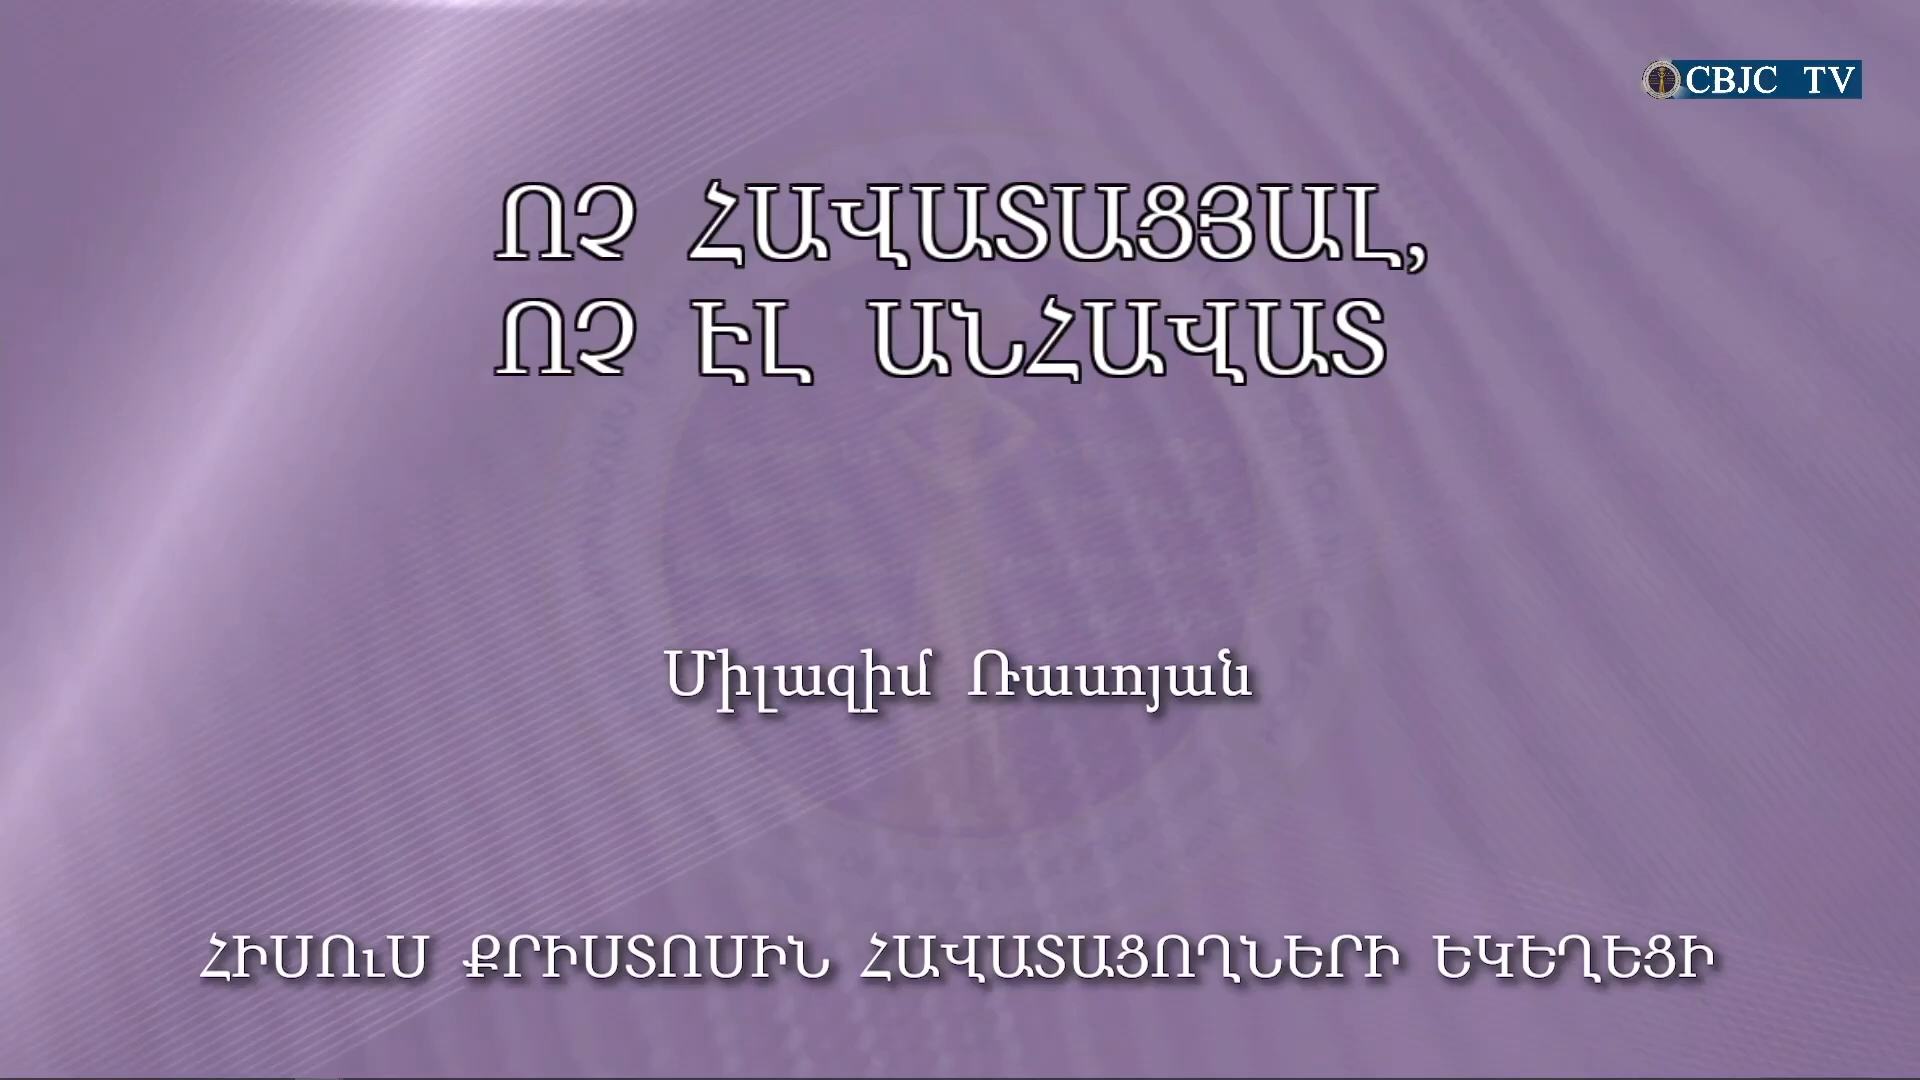 CBJC TV
ՈՉ ՀԱՎԱՏԱՑՅԱԼ,
ՈՉ ԷԼ ԱՆՀԱՎԱՏ
Միլազիմ Ռասոյան
ՀԻՍՈւՍ ՔՐԻՍՏՈՍԻՆ ՀԱՎԱՏԱՑՈՂՆԵՐԻ ԵԿԵՂԵՑԻ